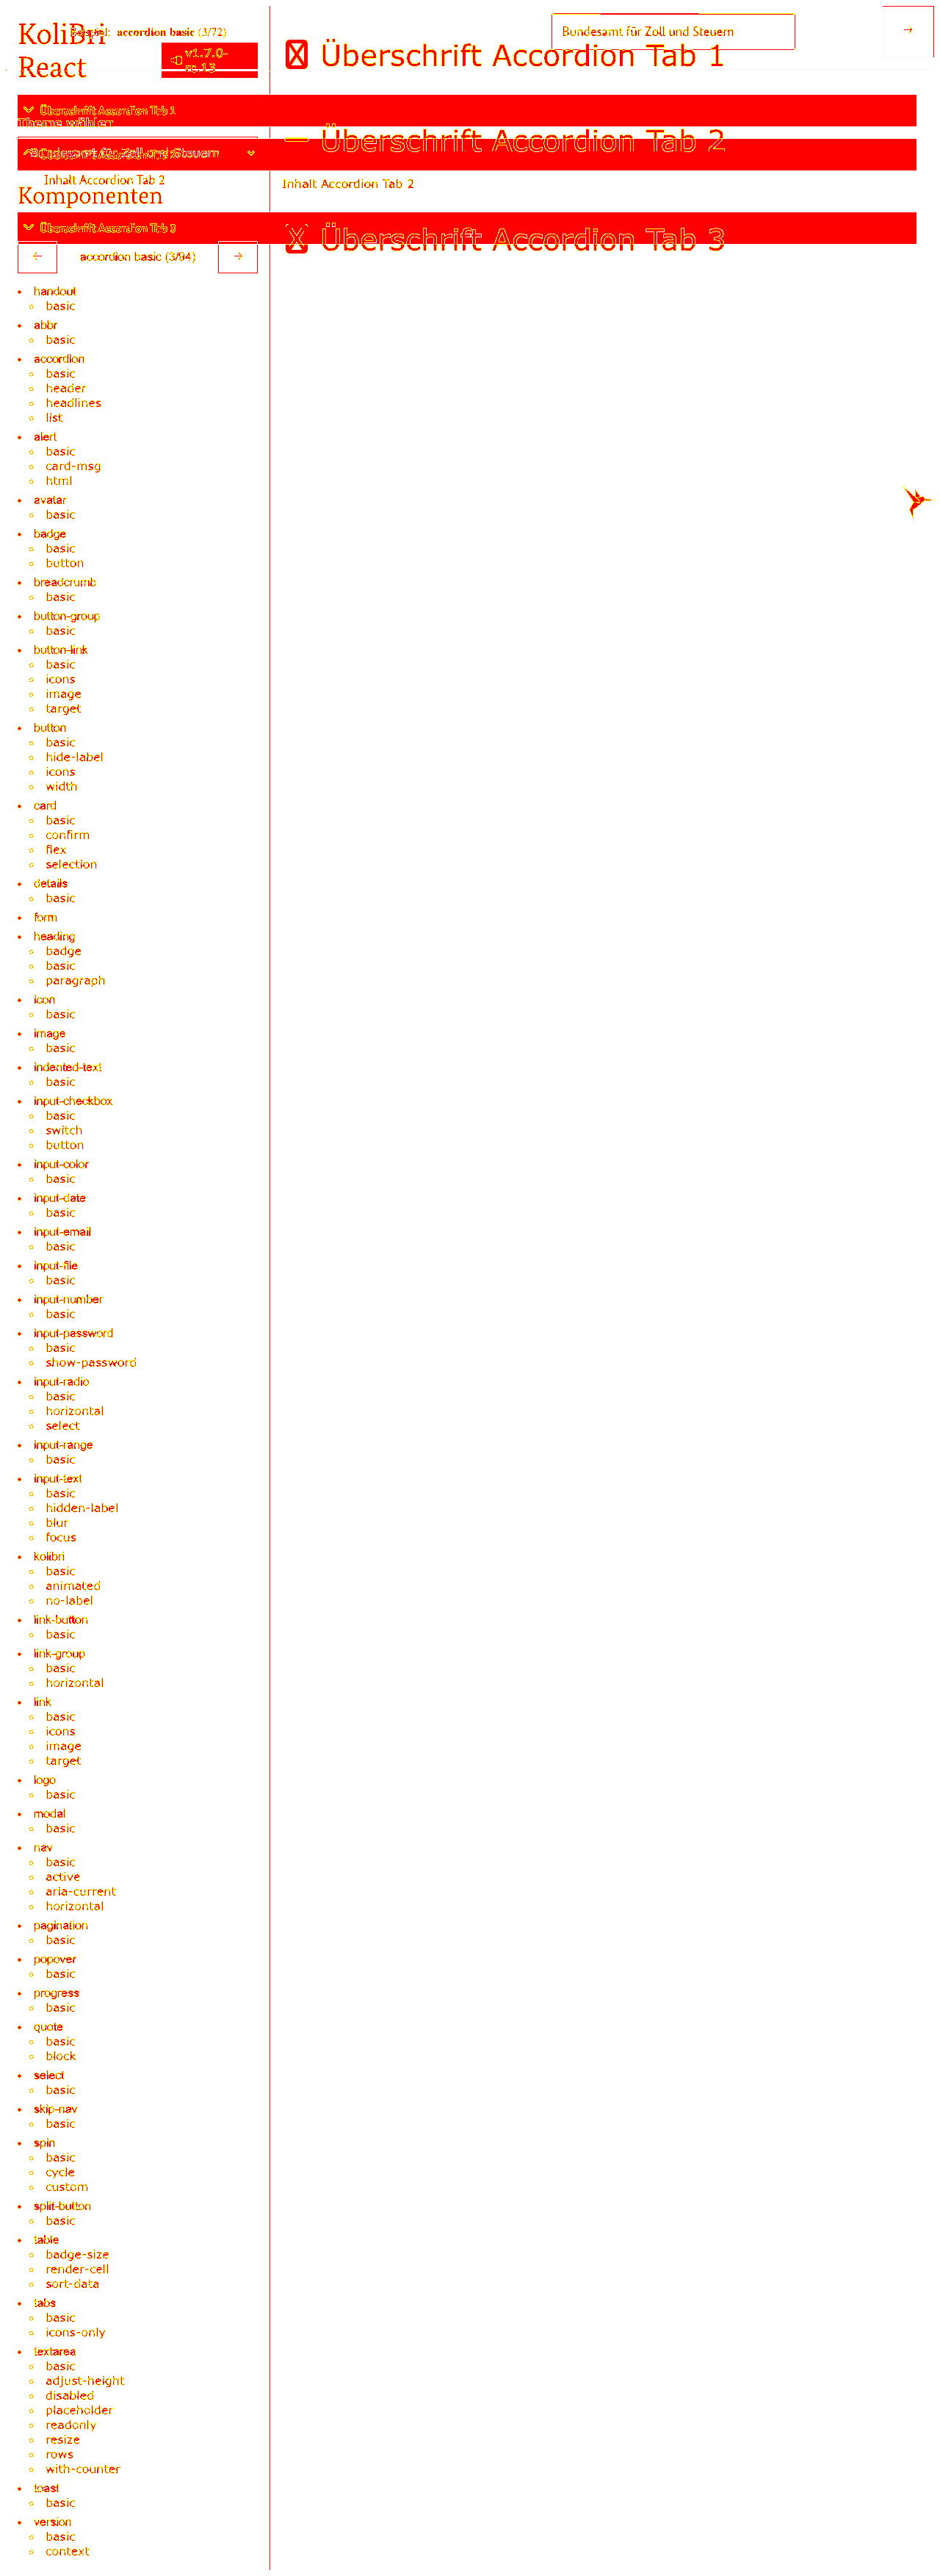 KoliBri
Beispiel: accordion basic (3/72)
Bundesamt für Zoll und Steuern
→
React
v1.7.0-
rc.13
Überschrift Accordion Tab 1
Überschrift Accordion Tab 1
Theme wählen
Überschrift Accordion Tab 2
Bundesamt für Zoll und Steuern
Inhalt Accordion Tab 2
Inhalt Accordion Tab 2
Komponenten
Überschrift Accordion Tab 3
Überschrift Accordion Tab 3
← accordion basic (3/94) →
handout
basic
abbr
basic
accordion
basic
header
headlines
list
alert
basic
card-msg
html
avatar
basic
badge
basic
button
breadcrumb
basic
button-group
basic
button-link
basic
icons
image
target
button
basic
hide-label
icons
width
card
basic
confirm
flex
selection
details
basic
form
heading
badge
basic
paragraph
icon
basic
image
basic
indented-text
basic
input-checkbox
basic
switch
button
input-color
basic
input-date
basic
input-email
basic
input-file
basic
input-number
basic
input-password
basic
show-password
input-radio
basic
horizontal
select
input-range
basic
input-text
basic
hidden-label
blur
focus
kolibri
basic
animated
no-label
link-button
basic
link-group
basic
horizontal
link
basic
icons
image
target
logo
basic
modal
basic
nav
basic
active
aria-current
horizontal
pagination
basic
popover
basic
progress
basic
quote
basic
block
select
basic
skip-nav
basic
spin
basic
cycle
custom
split-button
basic
table
badge-size
render-cell
sort-data
tabs
basic
icons-only
textarea
basic
adjust-height
disabled
placeholder
readonly
resize
rows
with-counter
toast
basic
version
basic
context